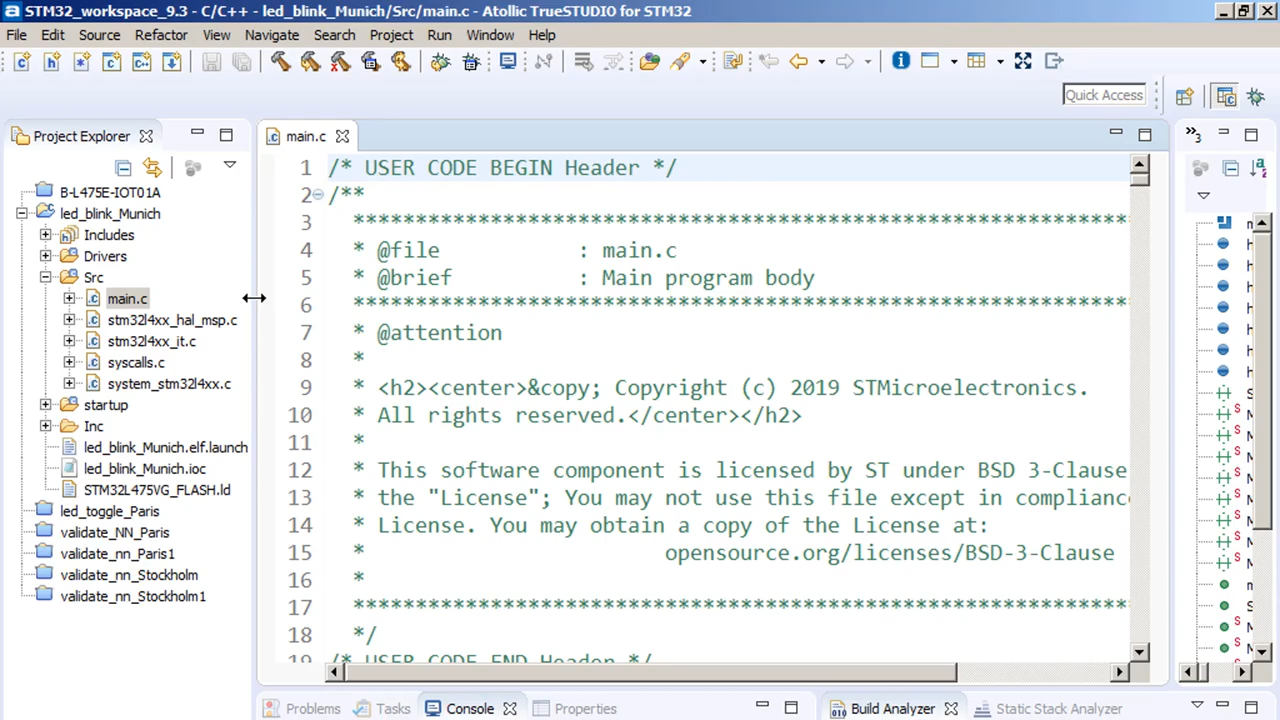 STM32_workspace_9.3 - C/C++ - led_blink_Munich/Src/main.c - Atollic TrueSTUDIO for STM32
File Edit Source Refactor View Navigate Search Project Run Window Help
Quick Access
Project Explorer
B-L475E-IOT01A
led_blink_Munich
Includes
Drivers
Src
main.c
stm32l4xx_hal_msp.c
stm32l4xx_it.c
syscalls.c
system_stm32l4xx.c
startup
Inc
led_blink_Munich.elf.launch
led_blink_Munich.ioc
STM32L475VG_FLASH.ld
led_toggle_Paris
validate_NN_Paris
validate_nn_Paris1
validate_nn_Stockholm
validate_nn_Stockholm1
main.c
1 /* USER CODE BEGIN Header */
2 /**
3 ******************************************************************************
4 * @file : main.c
5 * @brief : Main program body
6 ******************************************************************************
7 * @attention
8 *
9 * <h2><center>&copy; Copyright (c) 2019 STMicroelectronics.
10 * All rights reserved.</center></h2>
11 *
12 * This software component is licensed by ST under BSD 3-Clause
13 * the "License"; You may not use this file except in complianc
14 * License. You may obtain a copy of the License at:
15 * opensource.org/licenses/BSD-3-Clause
16 *
17 ******************************************************************************
18 */
19 /* USER CODE END Header */
Problems Tasks Console Properties
Build Analyzer Static Stack Analyzer